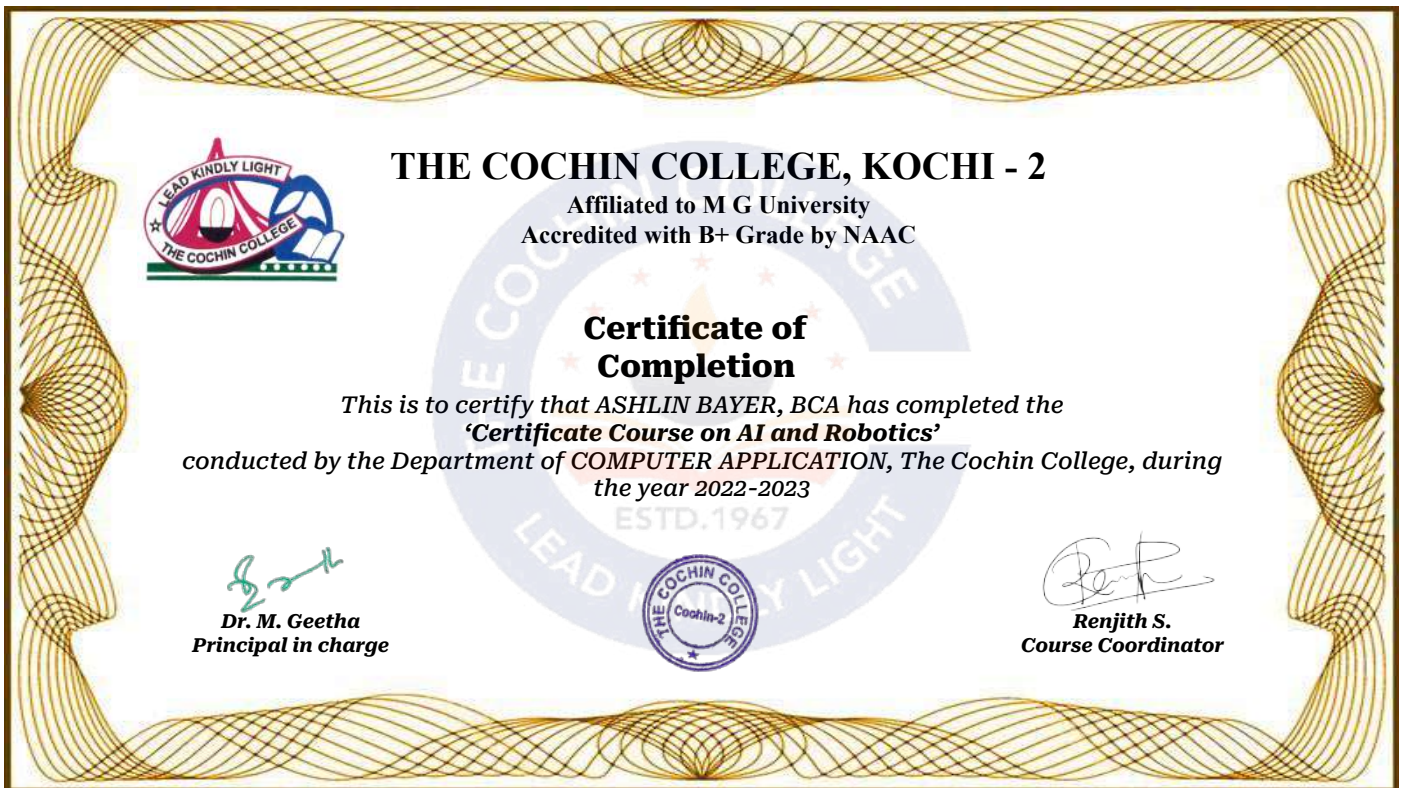 LEAD KINDLY LIGHT
THE COCHIN COLLEGE
THE COCHIN COLLEGE, KOCHI - 2
Affiliated to M G University
Accredited with B+ Grade by NAAC
THE COCHIN COLLEGE
Certificate of
Completion
This is to certify that ASHLIN BAYER, BCA has completed the
‘Certificate Course on AI and Robotics’
conducted by the Department of COMPUTER APPLICATION, The Cochin College, during
the year 2022-2023
ESTD.1967
LEAD KINDLY LIGHT
THE COCHIN COLLEGE
Cochin-2
Dr. M. Geetha
Principal in charge
Renjith S.
Course Coordinator